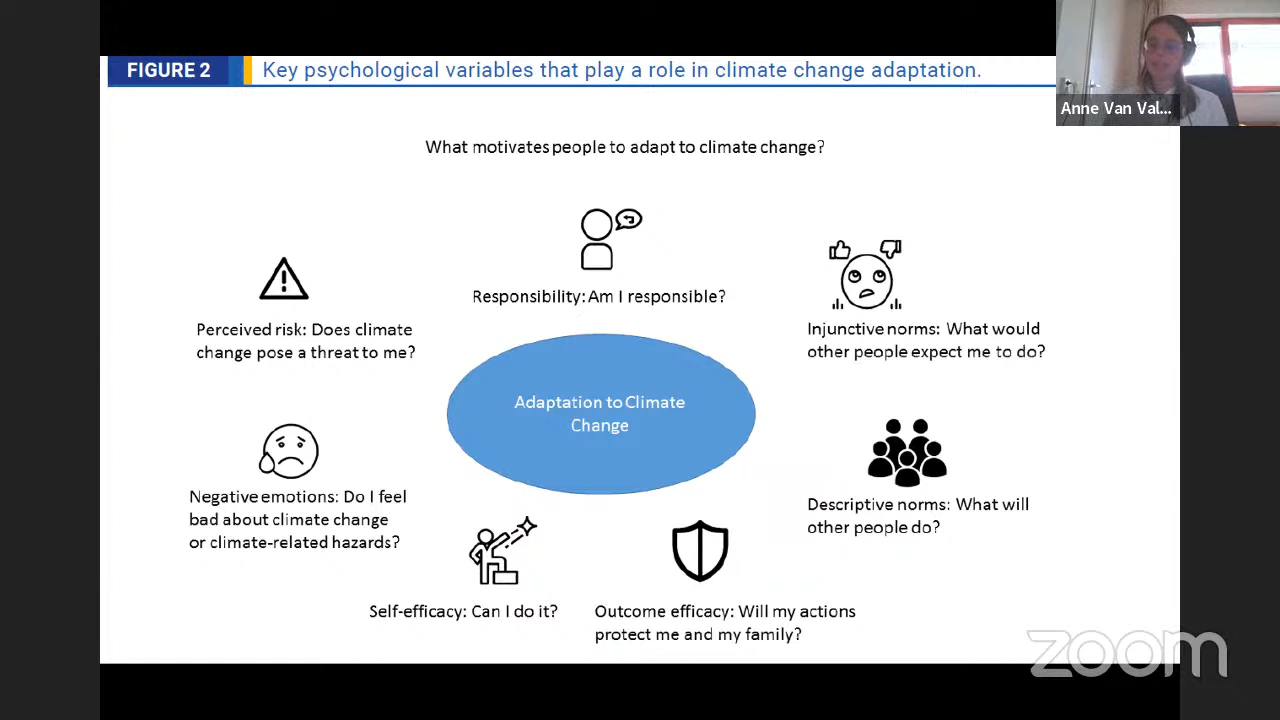 FIGURE 2
Key psychological variables that play a role in climate change adaptation.
Anne Van Val...
What motivates people to adapt to climate change?
Responsibility: Am I responsible?
Perceived risk: Does climate
change pose a threat to me?
Injunctive norms: What would
other people expect me to do?
Adaptation to Climate
Change
Negative emotions: Do I feel
bad about climate change
or climate-related hazards?
Descriptive norms: What will
other people do?
Self-efficacy: Can I do it?
Outcome efficacy: Will my actions
protect me and my family?
zoom